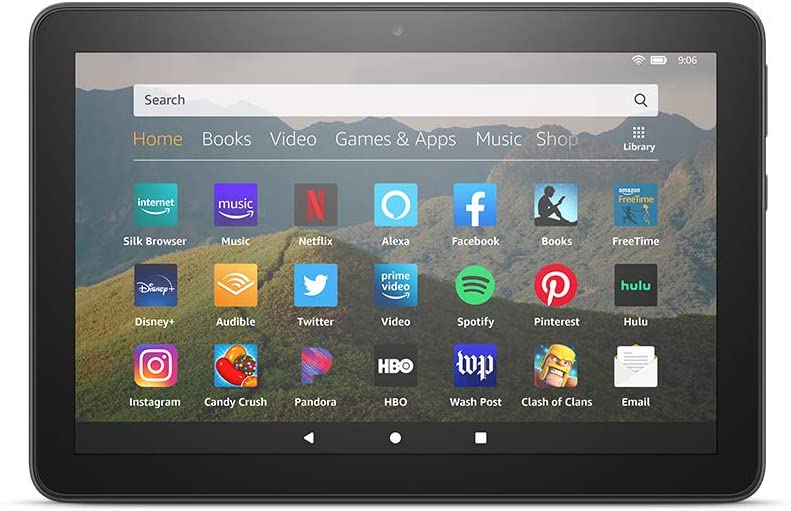 9:06
Search
Home Books Video Games & Apps Music Shop
Library
internet music N f amazon FreeTime
Silk Browser Music Netflix Alexa Facebook Books FreeTime
Disney+ prime video hulu
Disney+ Audible Twitter Video Spotify Pinterest Hulu
HBO wp
Instagram Candy Crush Pandora HBO Wash Post Clash of Clans Email